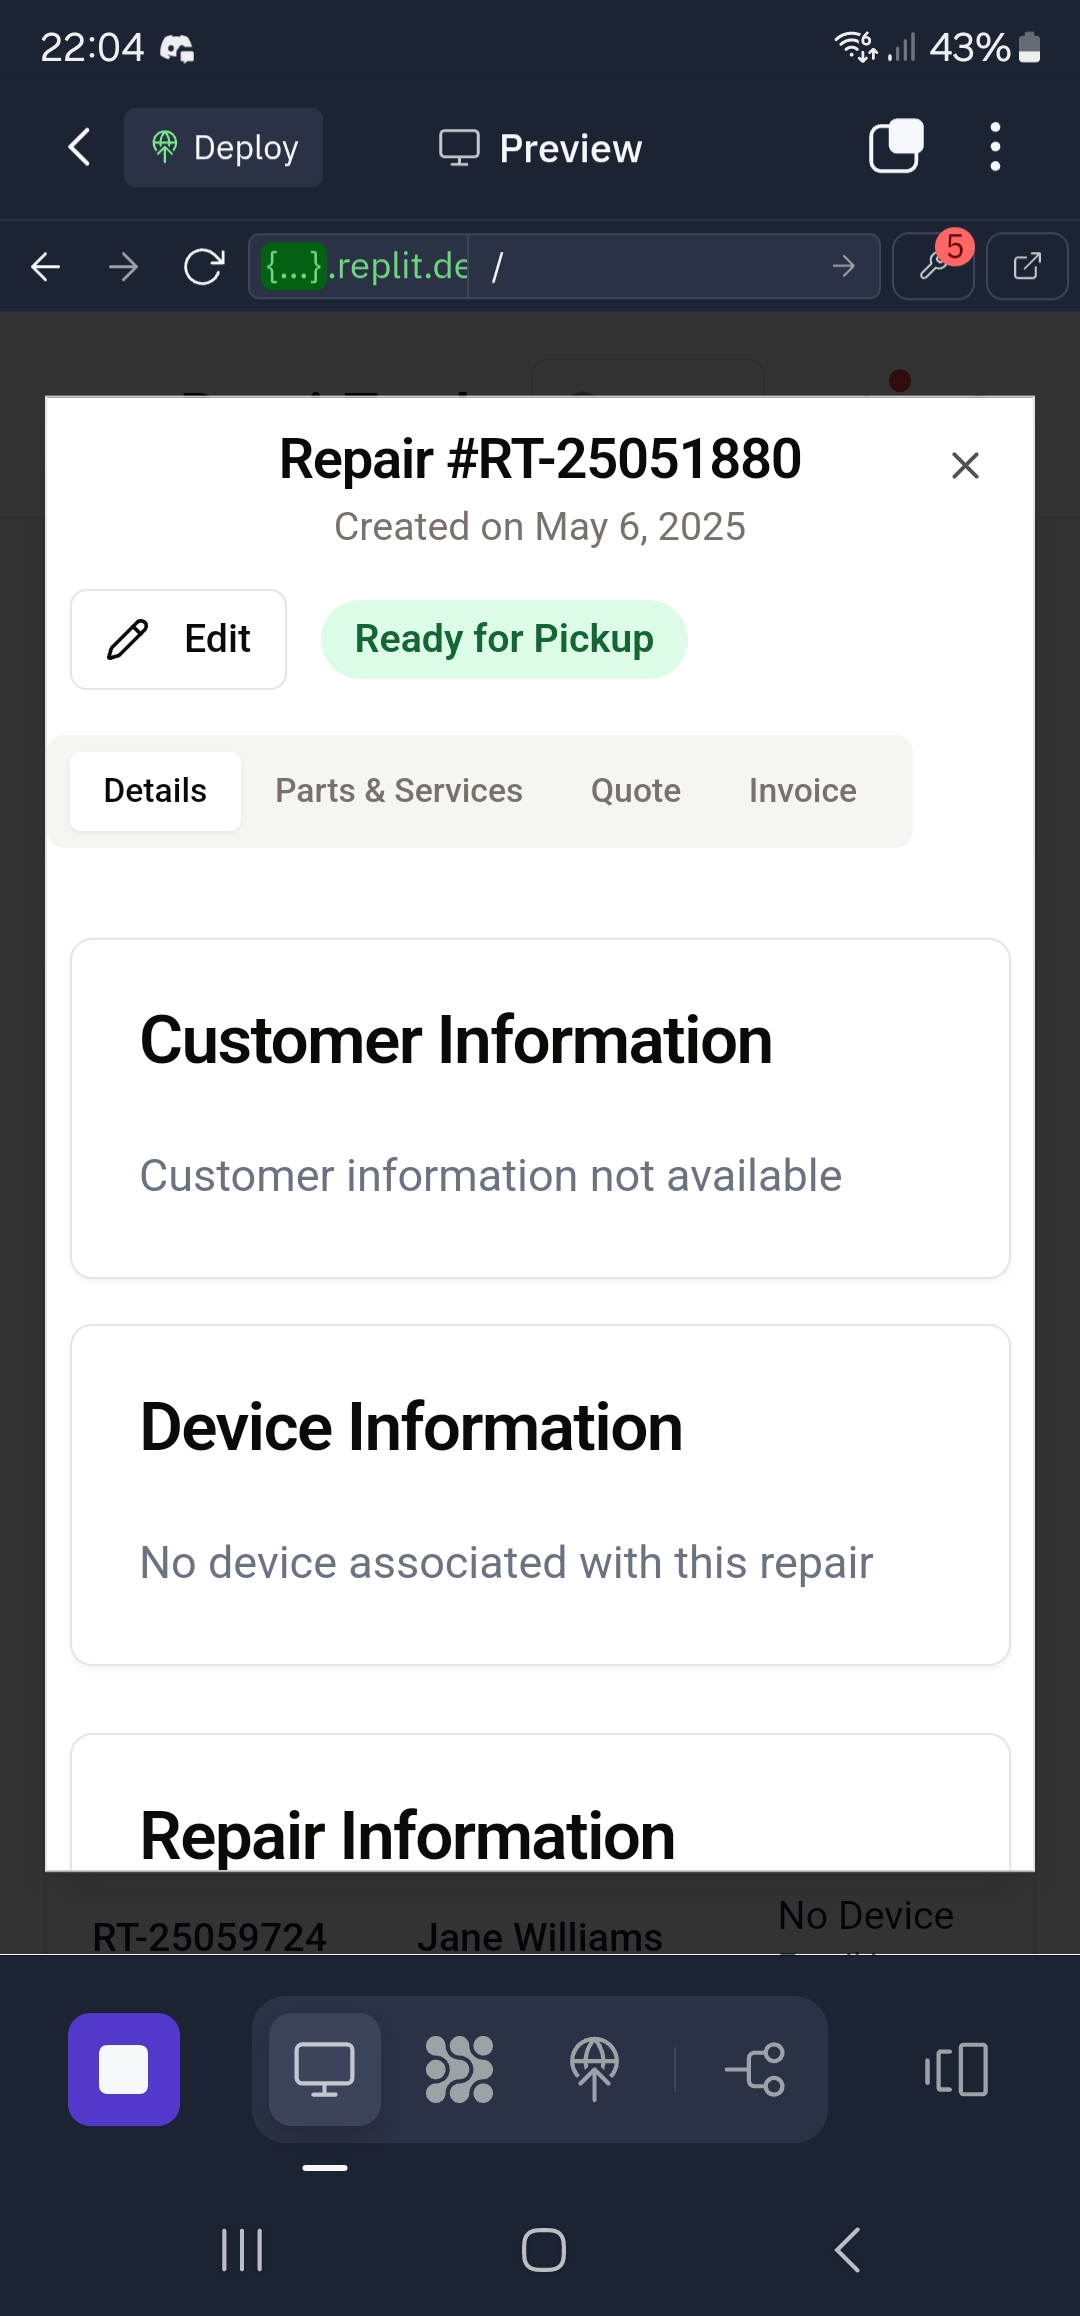 22:04
6
43%
Deploy
Preview
{...}.replit.de
/
5
Repair #RT-25051880
Created on May 6, 2025
Edit
Ready for Pickup
Details
Parts & Services
Quote
Invoice
Customer Information
Customer information not available
Device Information
No device associated with this repair
Repair Information
RT-25059724
Jane Williams
No Device